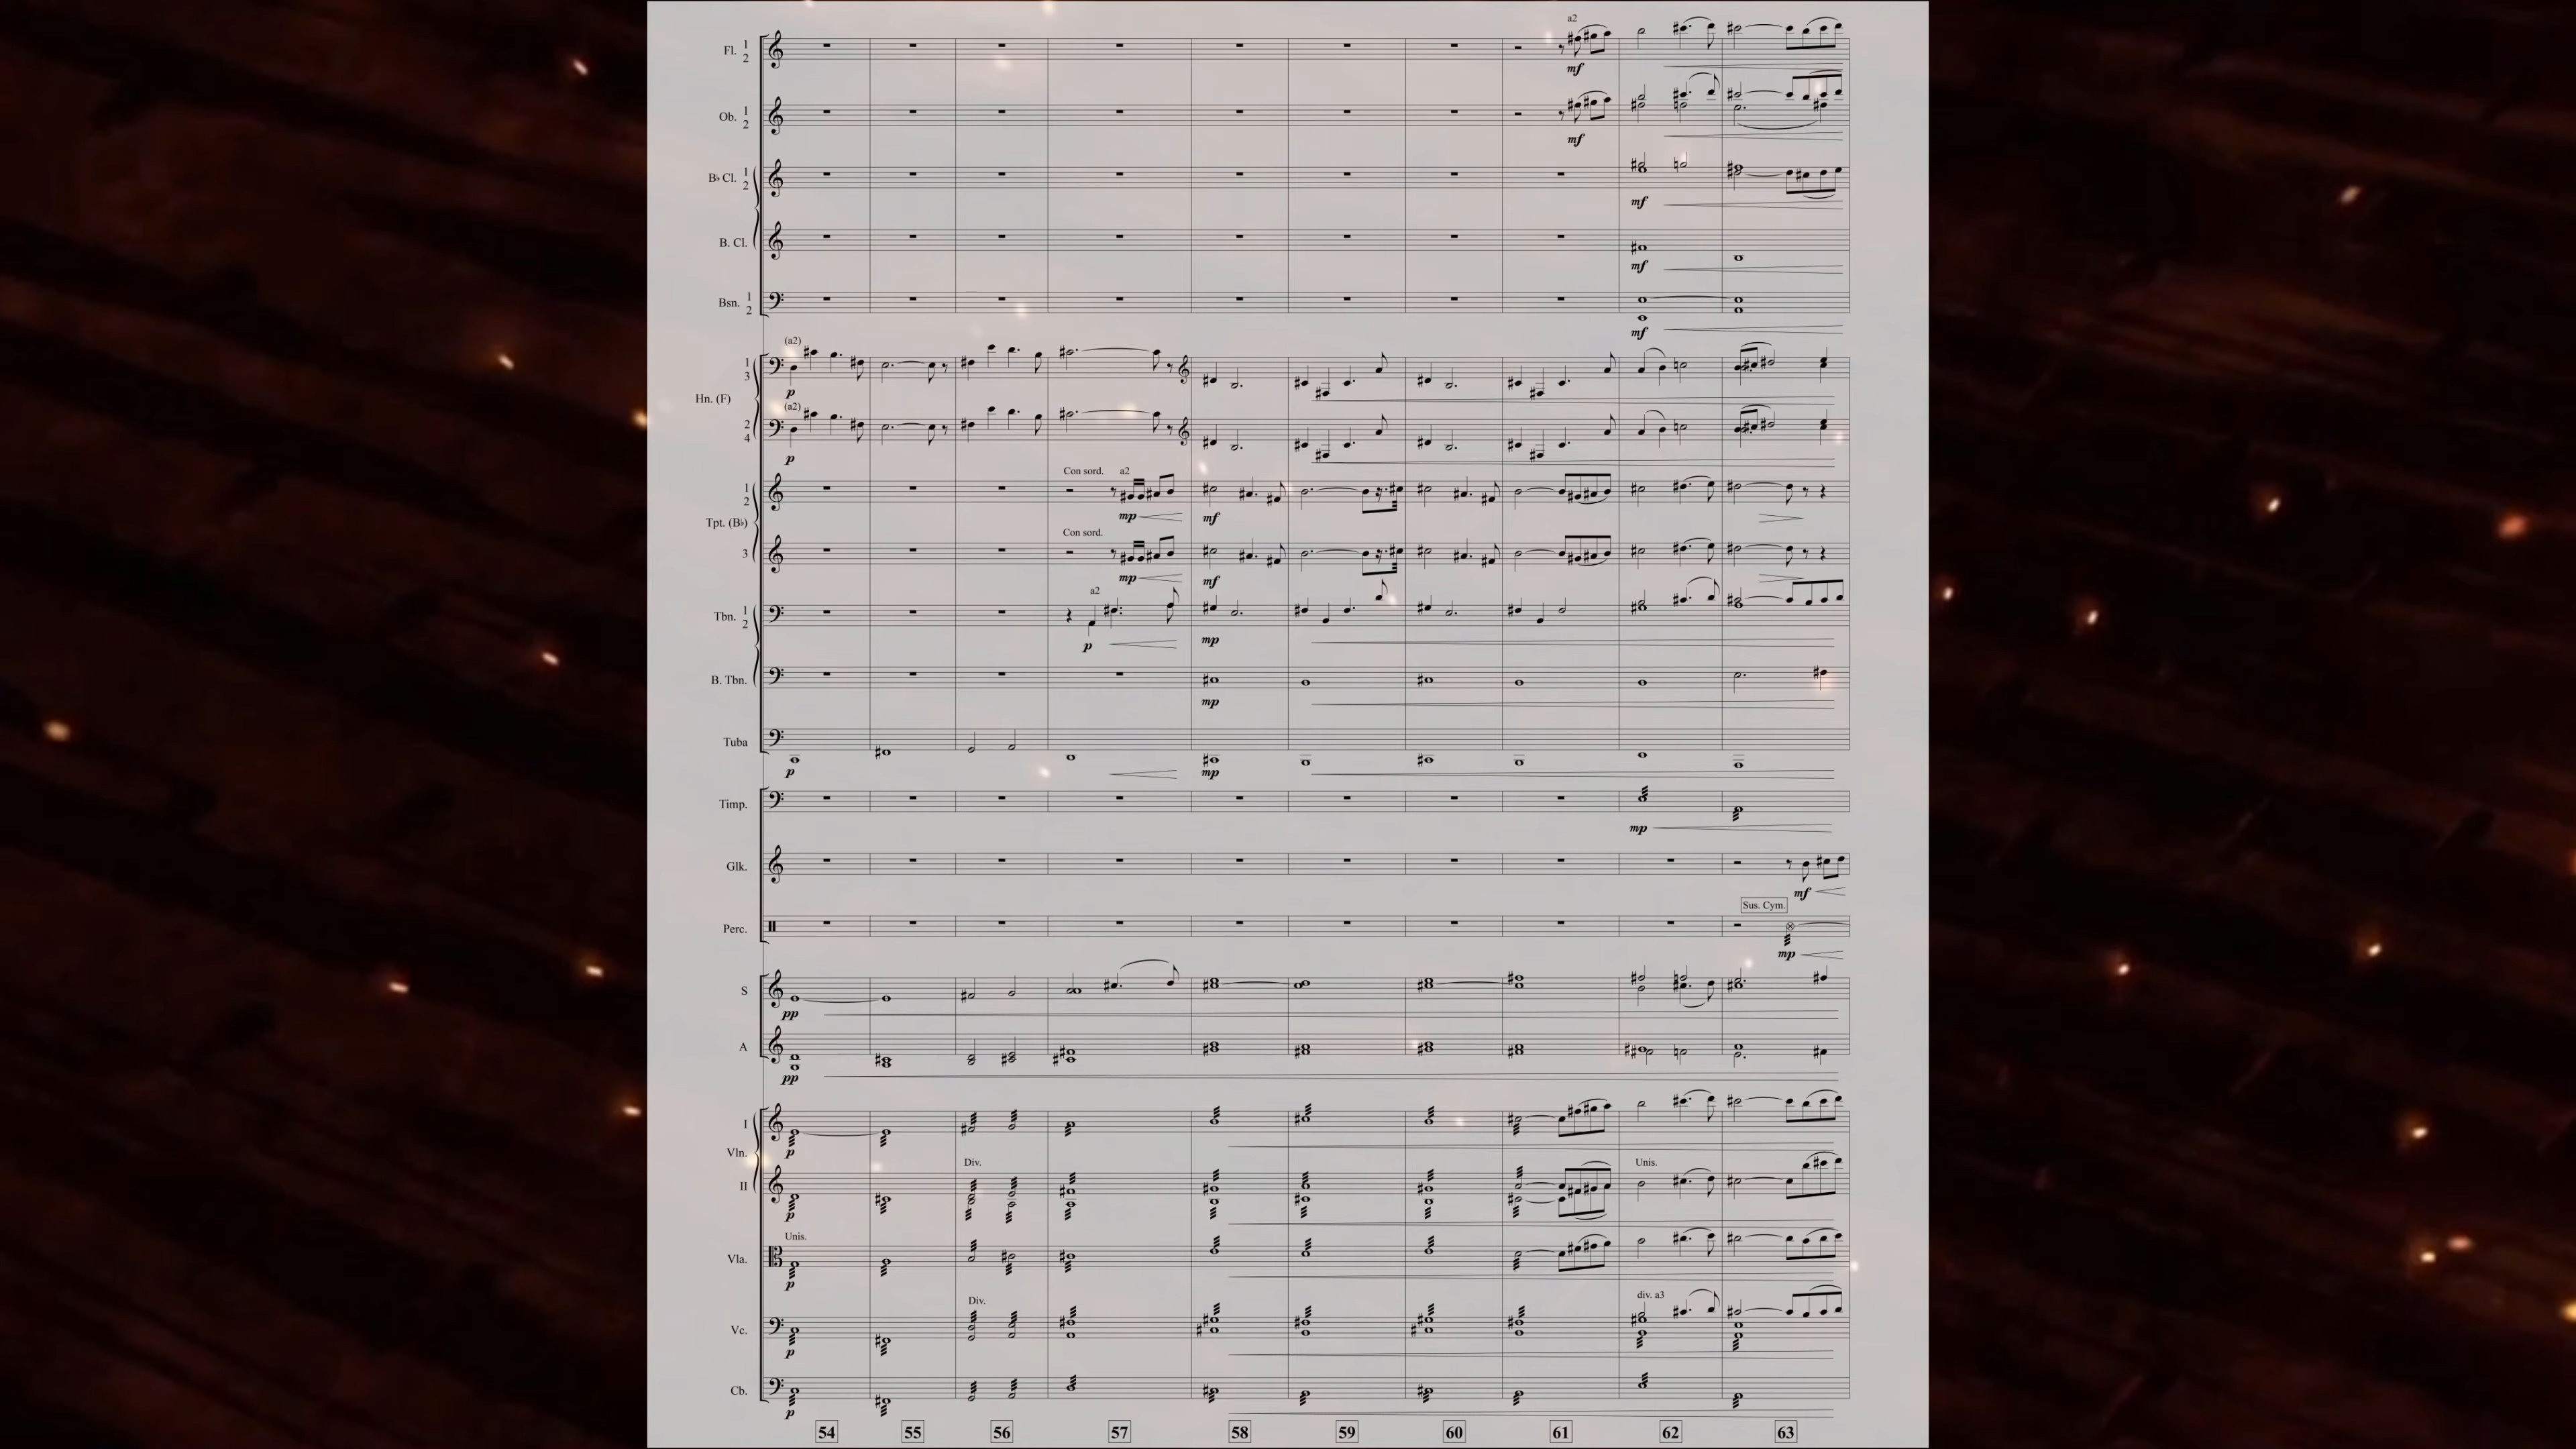 a2
Fl. 1
2
mf
Ob. 1
2
mf
B♭ Cl. 1
2
mf
B. Cl.
mf
Bsn. 1
2
mf
(a2)
1
3
p
Hn. (F)
(a2)
2
4
p
Con sord. a2
1
2
mp mf
Tpt. (B♭)
Con sord.
3
mp mf
a2
Tbn. 1
2
p mp
B. Tbn.
mp
Tuba
p mp
Timp.
mp
Glk.
mf
Sus. Cym.
Perc.
mp
S
pp
A
pp
I
p
Vln.
Div. Unis.
II
p
Unis.
Vla.
p
Div. div. a3
Vc.
p
Cb.
p
54 55 56 57 58 59 60 61 62 63